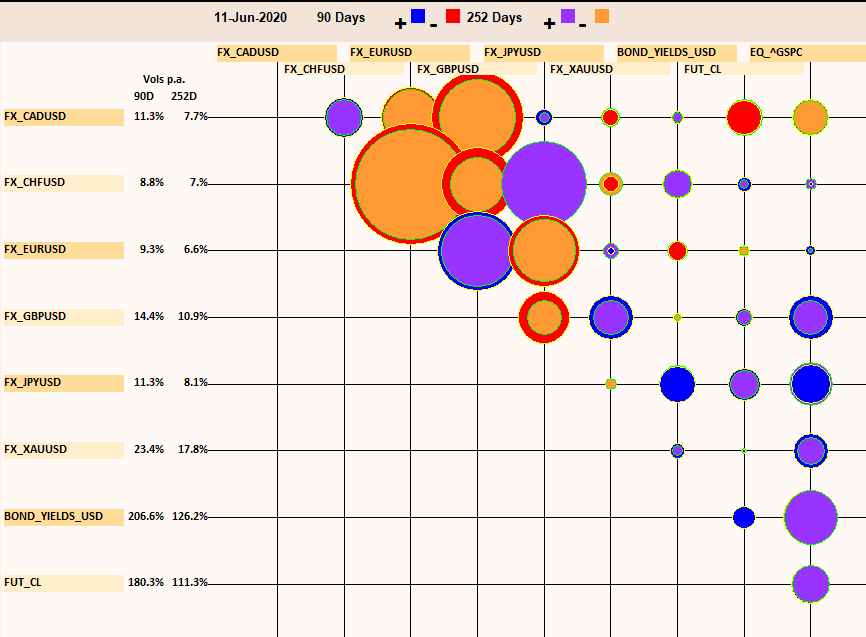 11-Jun-2020 90 Days + - 252 Days + -
FX_CADUSD FX_EURUSD FX_JPYUSD BOND_YIELDS_USD EQ_^GSPC
FX_CHFUSD FX_GBPUSD FX_XAUUSD FUT_CL
Vols p.a.
90D 252D
FX_CADUSD 11.3% 7.7%
FX_CHFUSD 8.8% 7.%
FX_EURUSD 9.3% 6.6%
FX_GBPUSD 14.4% 10.9%
FX_JPYUSD 11.3% 8.1%
FX_XAUUSD 23.4% 17.8%
BOND_YIELDS_USD 206.6% 126.2%
FUT_CL 180.3% 111.3%